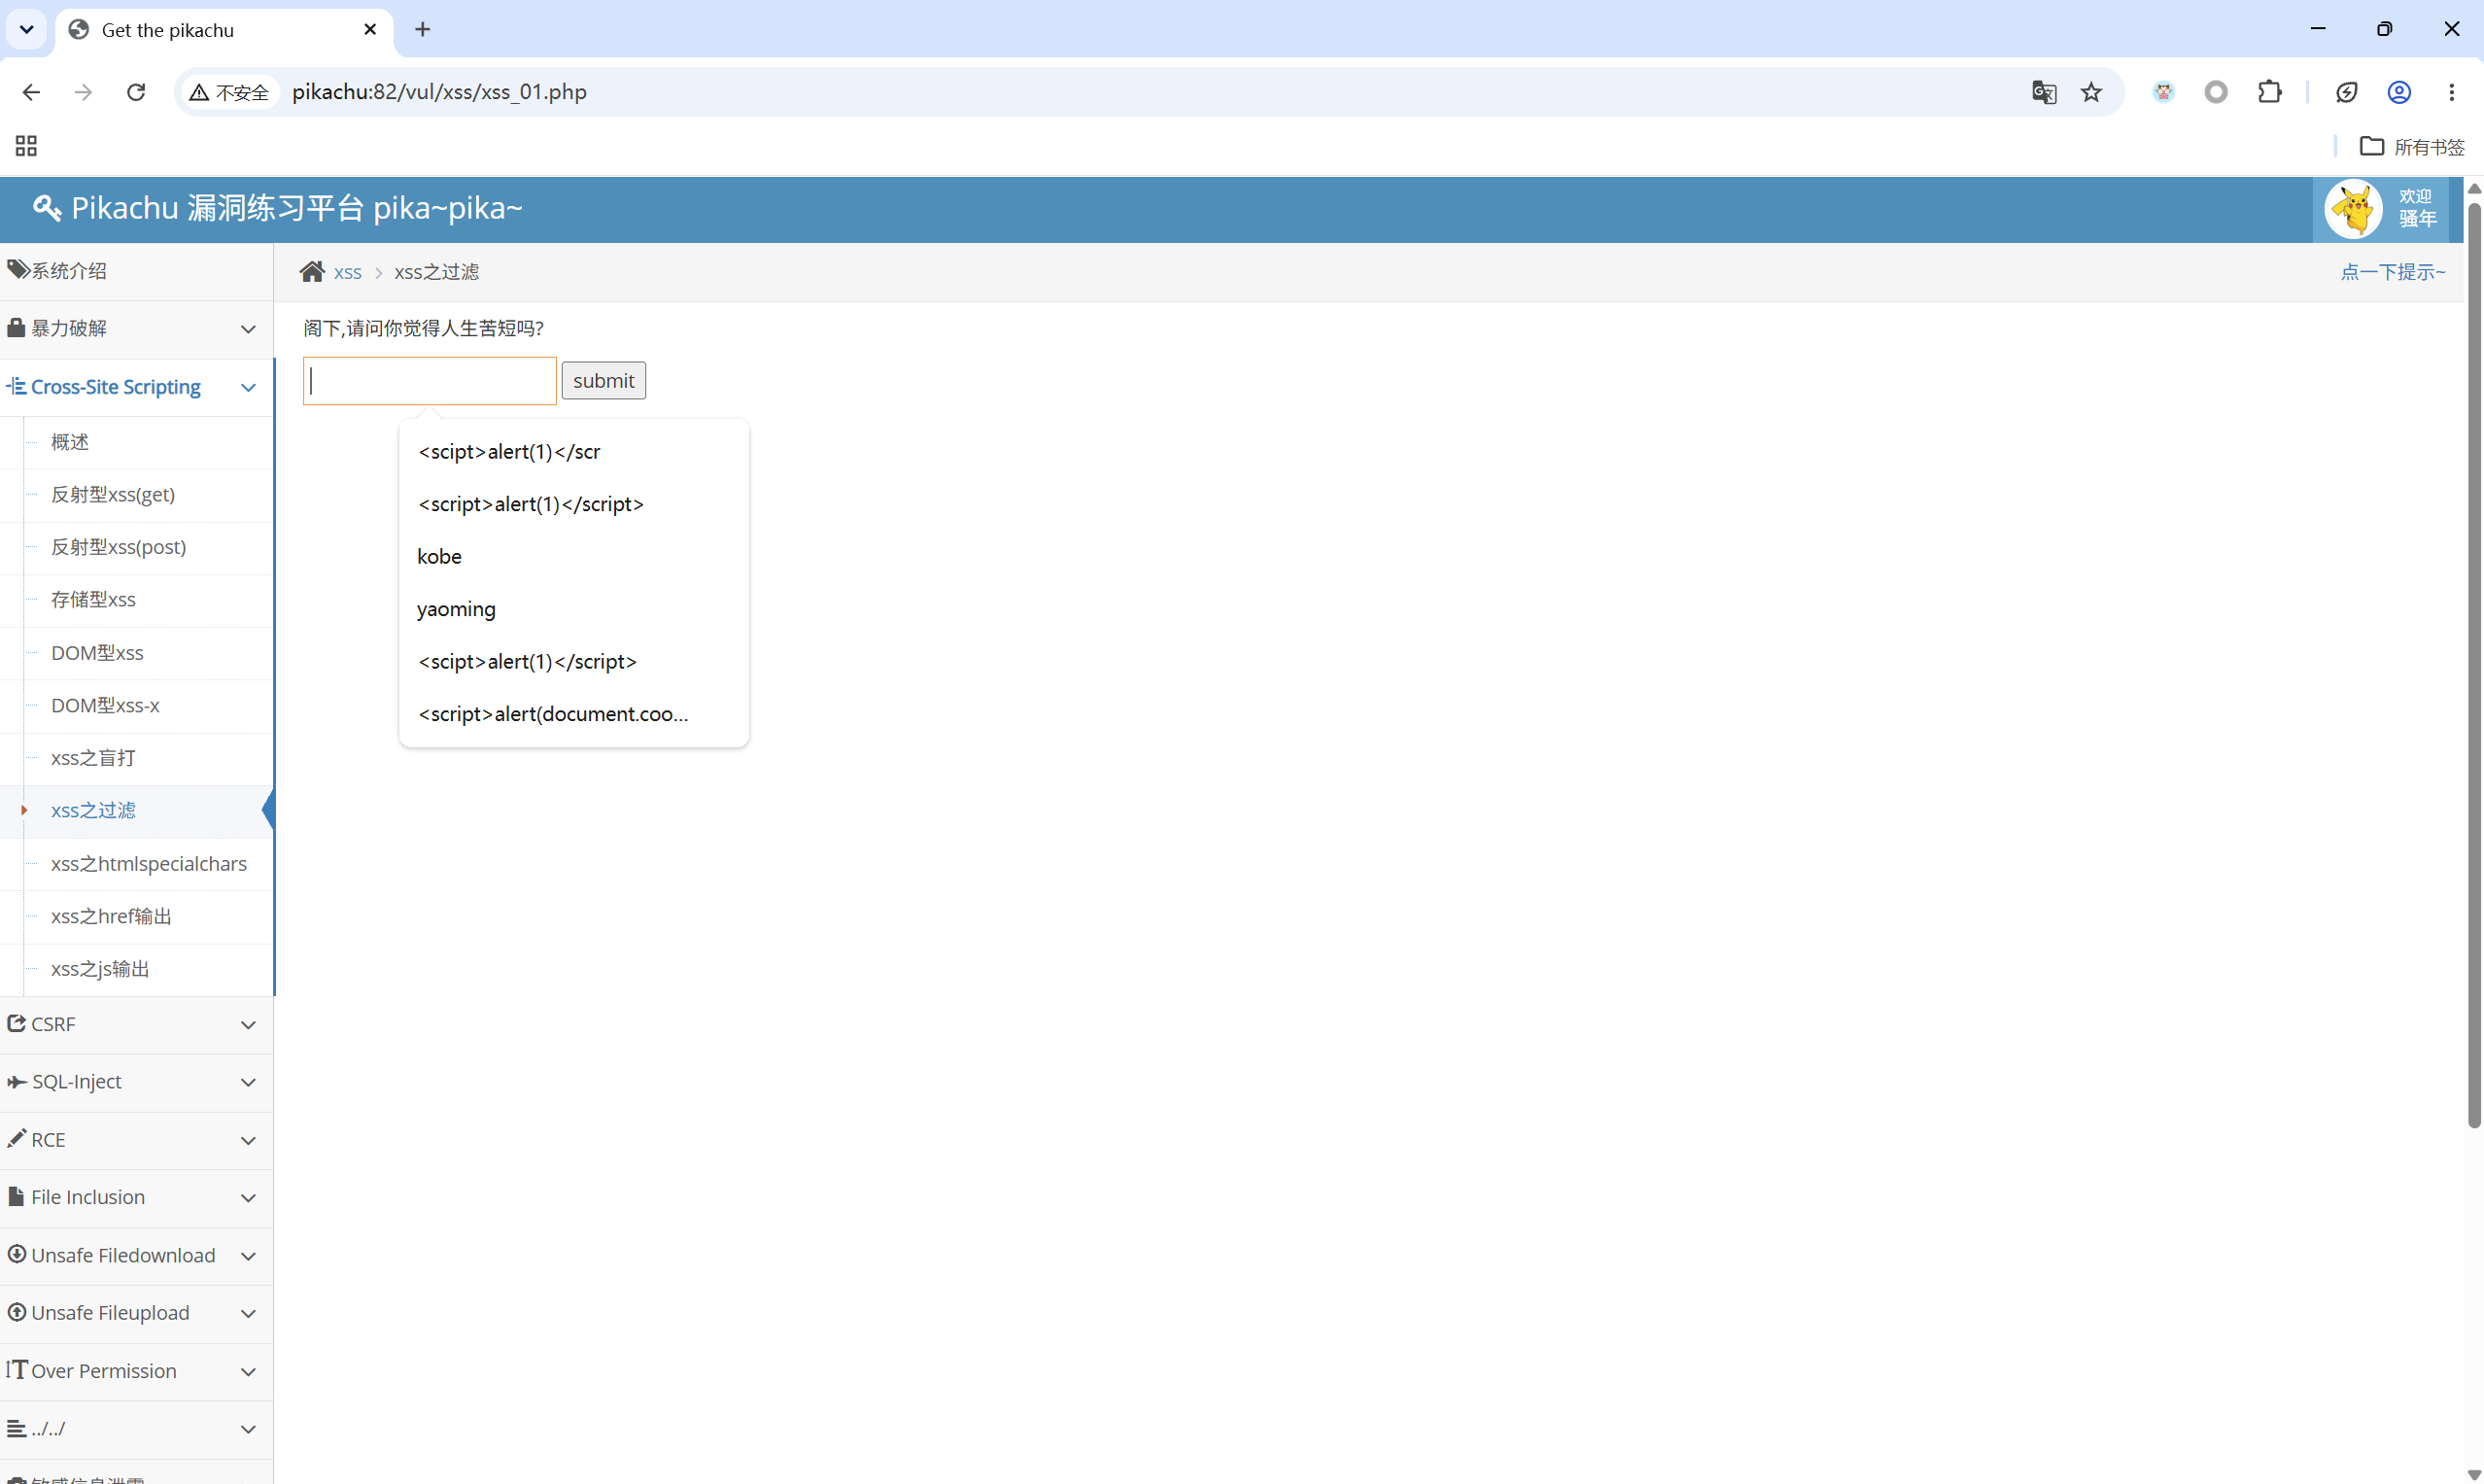 Get the pikachu
不安全
pikachu:82/vul/xss/xss_01.php
所有书签
Pikachu 漏洞练习平台 pika~pika~
欢迎
骚年
系统介绍
xss
xss之过滤
点一下提示~
暴力破解
阁下,请问你觉得人生苦短吗?
submit
Cross-Site Scripting
<scipt>alert(1)</scr
<script>alert(1)</script>
kobe
yaoming
<scipt>alert(1)</script>
<script>alert(document.coo...
概述
反射型xss(get)
反射型xss(post)
存储型xss
DOM型xss
DOM型xss-x
xss之盲打
xss之过滤
xss之htmlspecialchars
xss之href输出
xss之js输出
CSRF
SQL-Inject
RCE
File Inclusion
Unsafe Filedownload
Unsafe Fileupload
Over Permission
../../